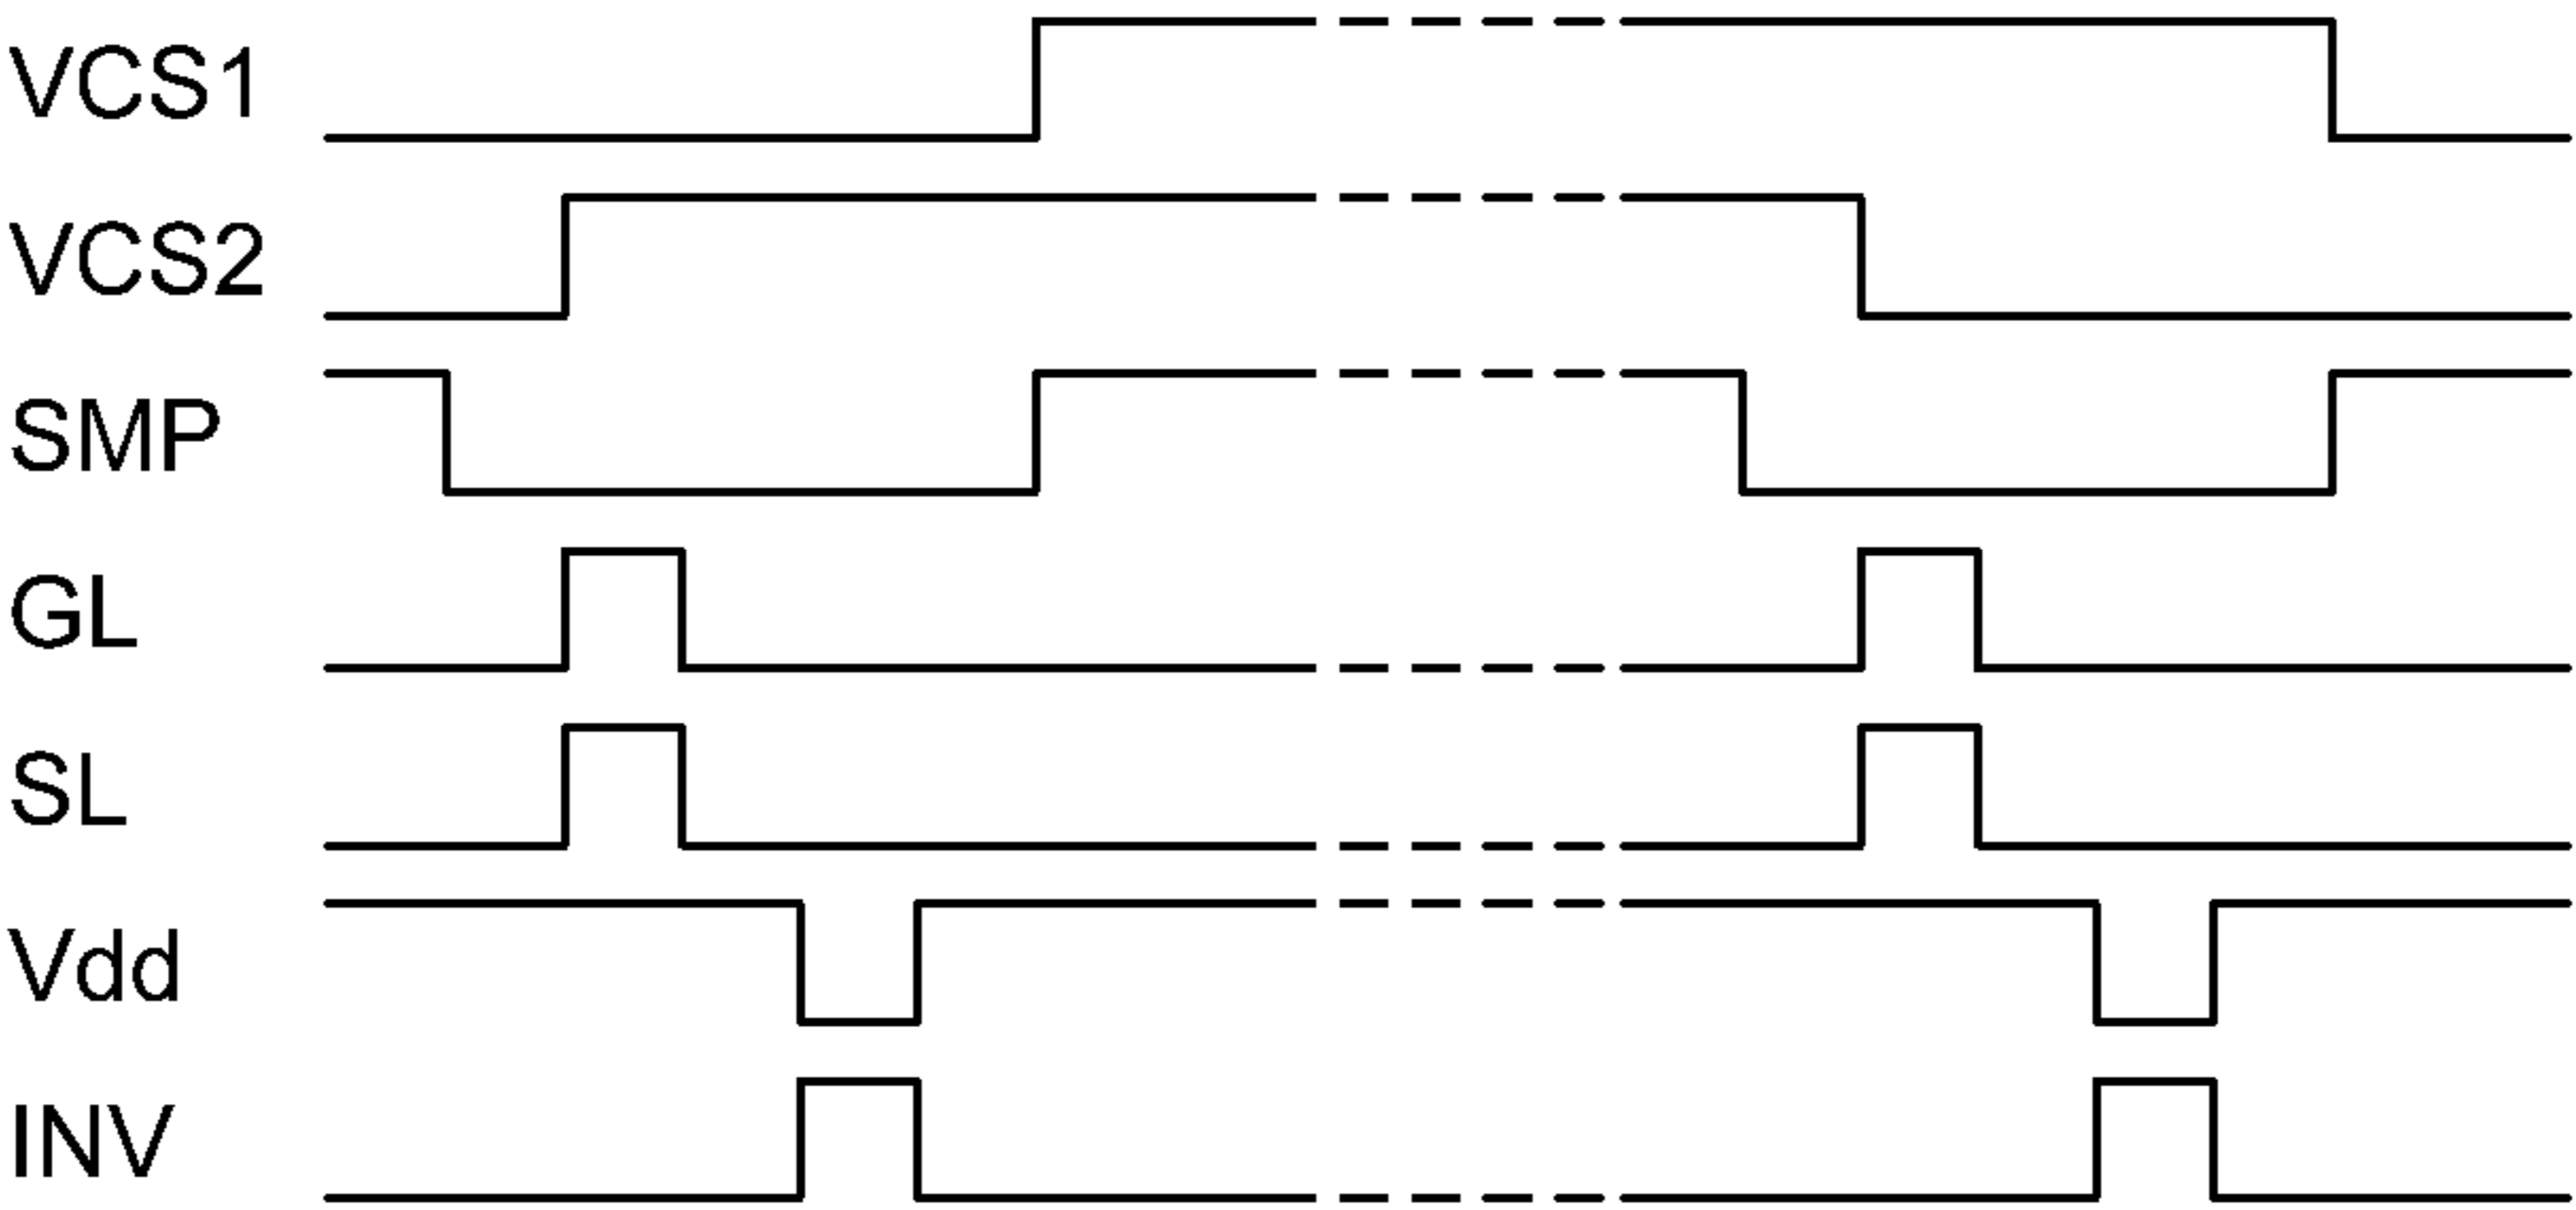 VCS1
VCS2
SMP
GL
SL
Vdd
INV